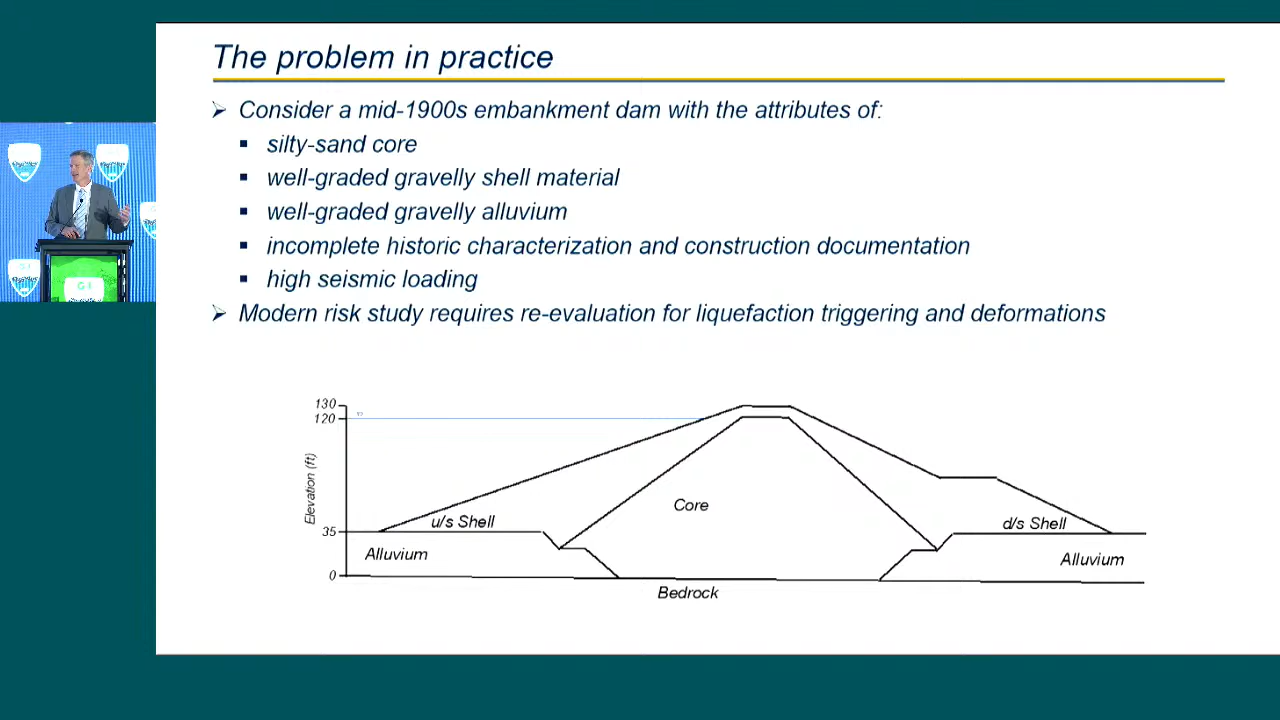 The problem in practice
Consider a mid-1900s embankment dam with the attributes of:
silty-sand core
well-graded gravelly shell material
well-graded gravelly alluvium
incomplete historic characterization and construction documentation
high seismic loading
Modern risk study requires re-evaluation for liquefaction triggering and deformations
130
120
Elevation (ft)
35
0
u/s Shell
Core
d/s Shell
Alluvium
Alluvium
Bedrock